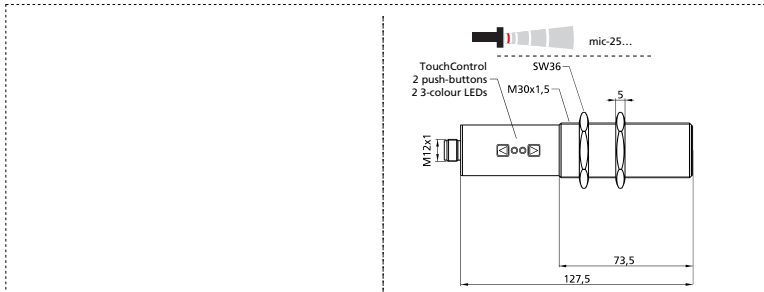 mic-25...
TouchControl
2 push-buttons
2 3-colour LEDs
SW36
M30x1,5
5
M12x1
73,5
127,5